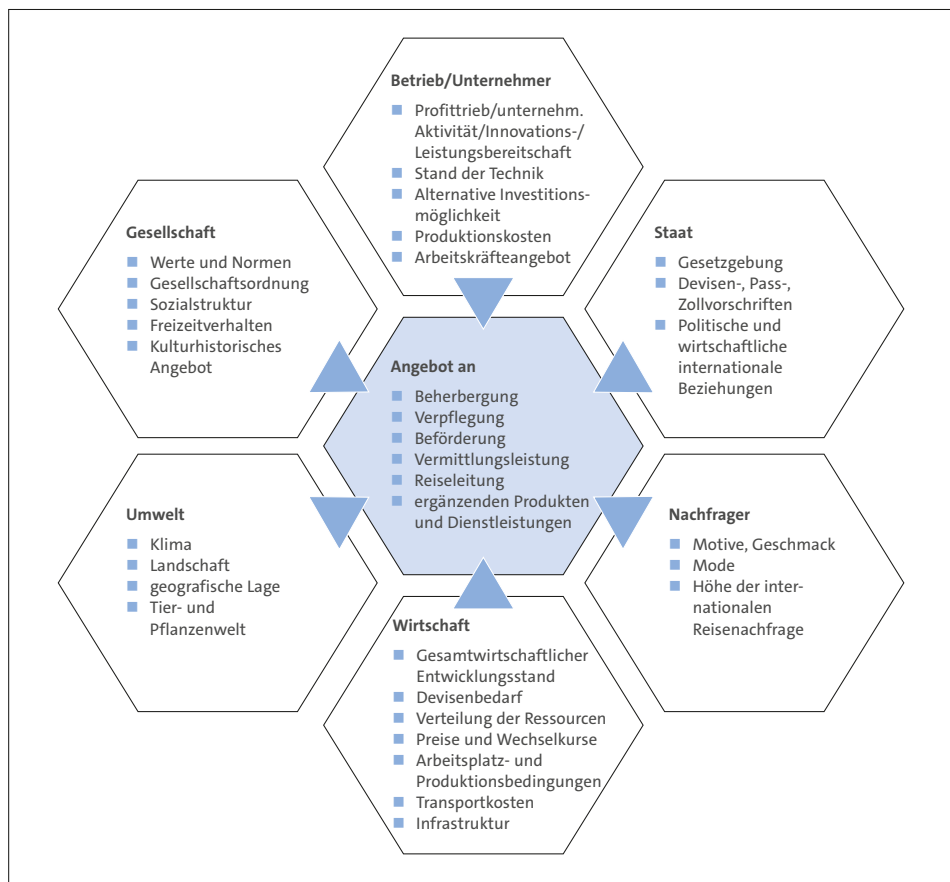 Betrieb/Unternehmer
Profittrieb/unternehm.
Aktivität/Innovations-/
Leistungsbereitschaft
Stand der Technik
Alternative Investitions-
möglichkeit
Produktionskosten
Arbeitskräfteangebot
Gesellschaft
Werte und Normen
Gesellschaftsordnung
Sozialstruktur
Freizeitverhalten
Kulturhistorisches
Angebot
Staat
Gesetzgebung
Devisen-, Pass-,
Zollvorschriften
Politische und
wirtschaftliche
internationale
Beziehungen
Angebot an
Beherbergung
Verpflegung
Beförderung
Vermittlungsleistung
Reiseleitung
ergänzenden Produkten
und Dienstleistungen
Umwelt
Klima
Landschaft
geografische Lage
Tier- und
Pflanzenwelt
Nachfrager
Motive, Geschmack
Mode
Höhe der inter-
nationalen
Reisenachfrage
Wirtschaft
Gesamtwirtschaftlicher
Entwicklungsstand
Devisenbedarf
Verteilung der Ressourcen
Preise und Wechselkurse
Arbeitsplatz- und
Produktionsbedingungen
Transportkosten
Infrastruktur